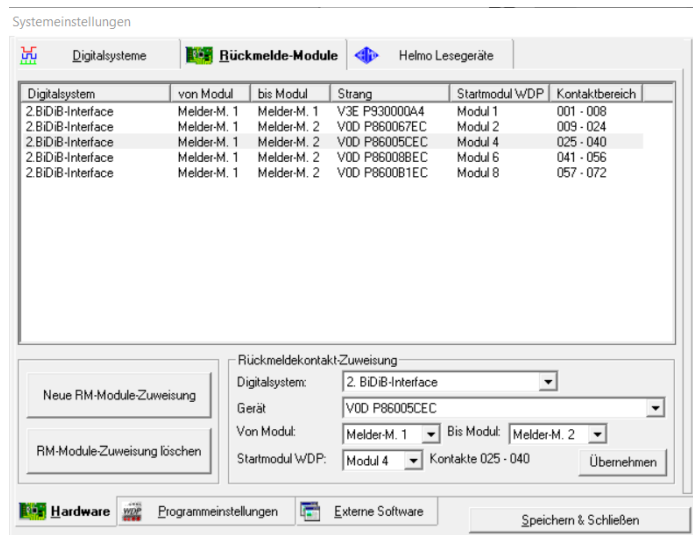 Systemeinstellungen
Digitalsysteme Rückmelde-Module Helmo Lesegeräte
Digitalsystem von Modul bis Modul Strang Startmodul WDP Kontaktbereich
2.BiDiB-Interface Melder-M. 1 Melder-M. 1 V3E P930000A4 Modul 1 001 - 008
2.BiDiB-Interface Melder-M. 1 Melder-M. 2 V0D P860067EC Modul 2 009 - 024
2.BiDiB-Interface Melder-M. 1 Melder-M. 2 V0D P86005CEC Modul 4 025 - 040
2.BiDiB-Interface Melder-M. 1 Melder-M. 2 V0D P86008BEC Modul 6 041 - 056
2.BiDiB-Interface Melder-M. 1 Melder-M. 2 V0D P8600B1EC Modul 8 057 - 072
Neue RM-Module-Zuweisung
RM-Module-Zuweisung löschen
Rückmeldekontakt-Zuweisung
Digitalsystem: 2. BiDiB-Interface
Gerät V0D P86005CEC
Von Modul: Melder-M. 1 Bis Modul: Melder-M. 2
Startmodul WDP: Modul 4 Kontakte 025 - 040 Übernehmen
Hardware WDP Programmeinstellungen Externe Software
Speichern & Schließen